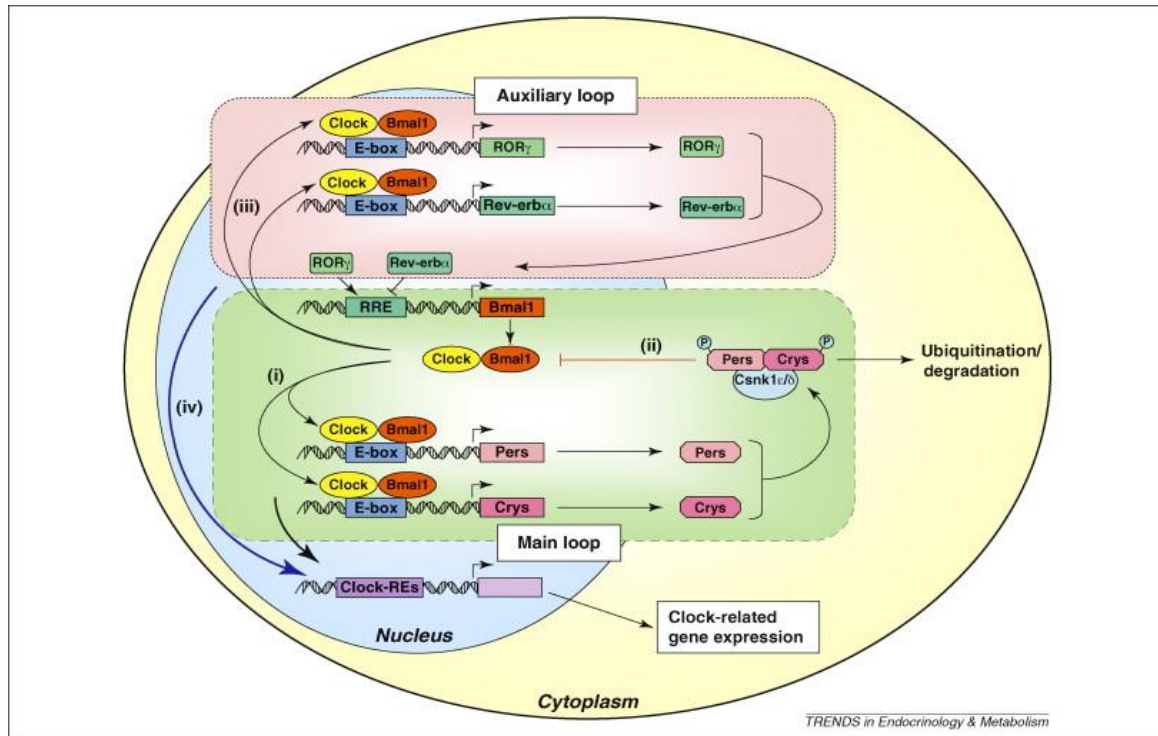 Auxiliary loop
Clock Bmal1
E-box RORγ RORγ
Clock Bmal1
(iii)
E-box Rev-erbα Rev-erbα
RORγ Rev-erbα
RRE Bmal1
Clock Bmal1
(ii)
P P
Pers Crys
Csnk1ε/δ
Ubiquitination/
degradation
(i)
(iv)
Clock Bmal1
E-box Pers Pers
Clock Bmal1
E-box Crys Crys
Main loop
Clock-REs
Nucleus
Clock-related
gene expression
Cytoplasm
TRENDS in Endocrinology & Metabolism